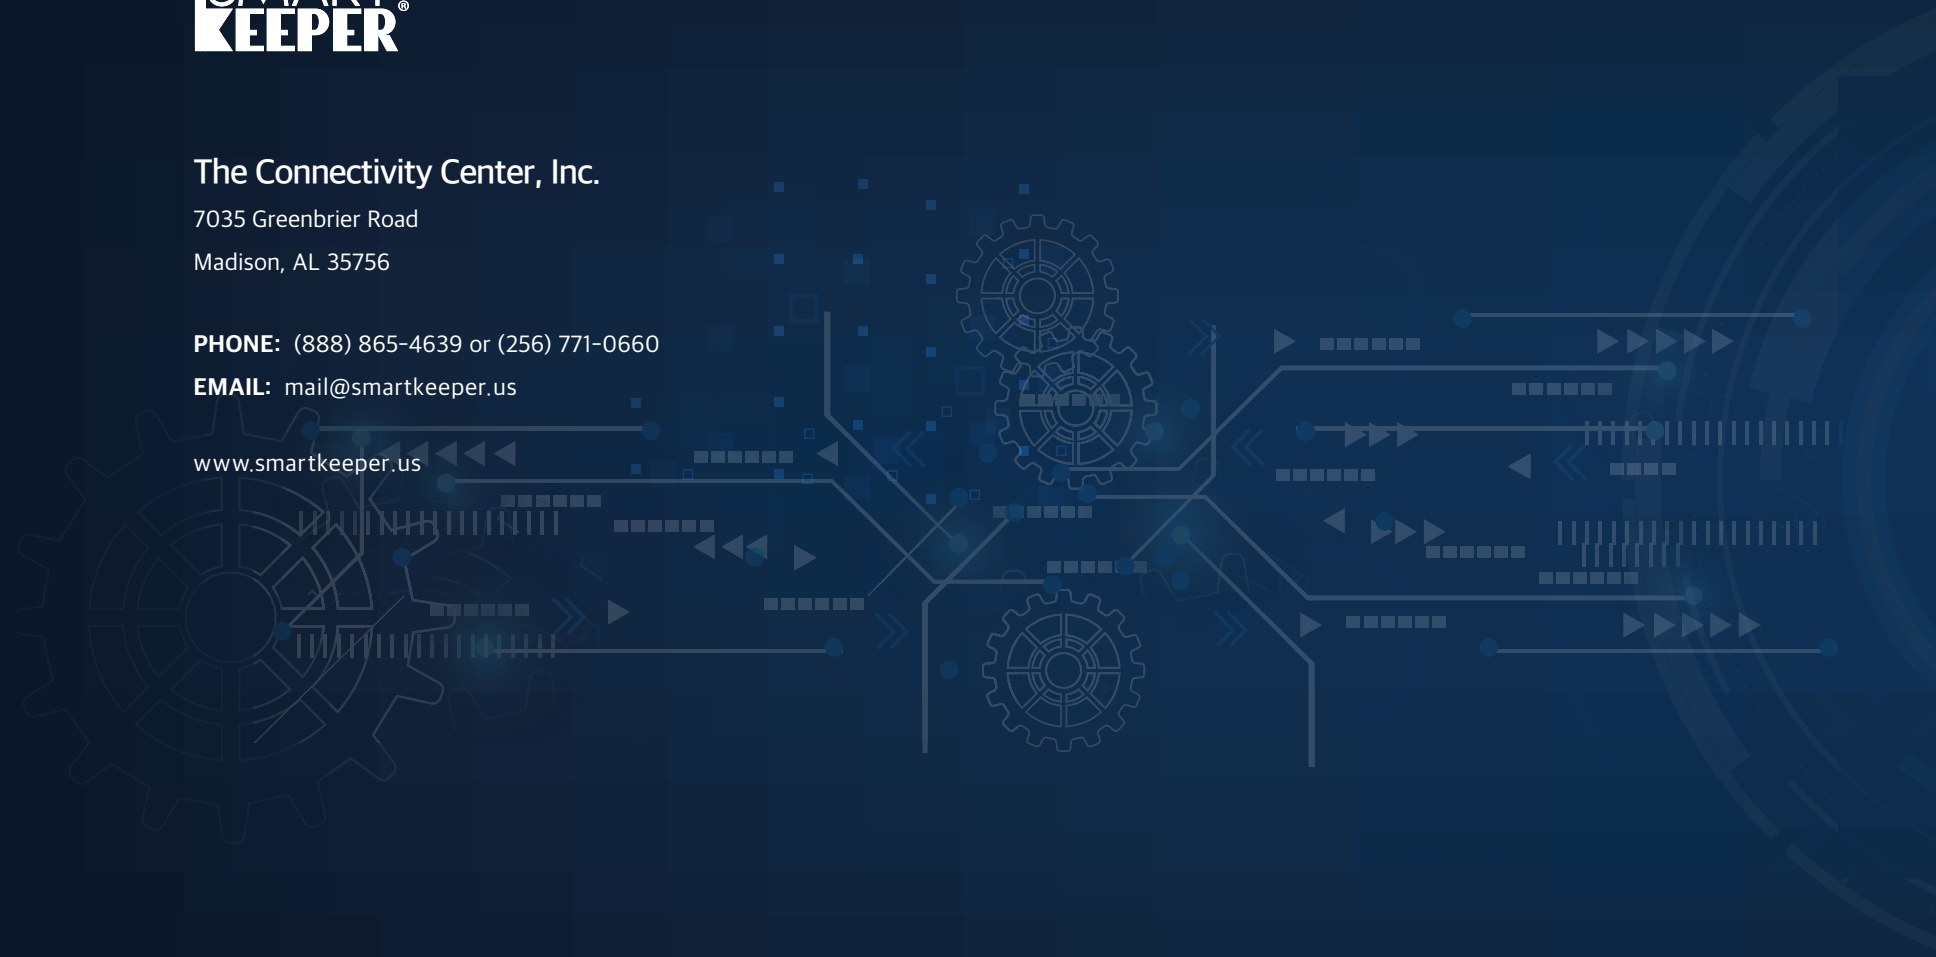 SMART
KEEPER®
The Connectivity Center, Inc.
7035 Greenbrier Road
Madison, AL 35756
PHONE: (888) 865-4639 or (256) 771-0660
EMAIL: mail@smartkeeper.us
www.smartkeeper.us